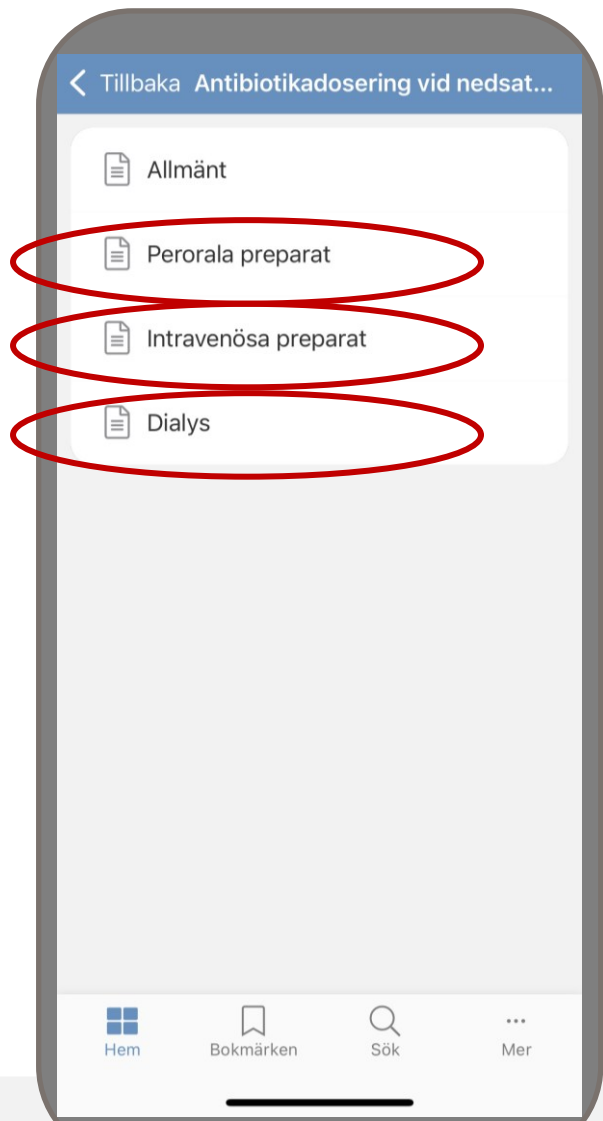 Tillbaka Antibiotikadosering vid nedsat...
Allmänt
Perorala preparat
Intravenösa preparat
Dialys
Hem Bokmärken Sök Mer